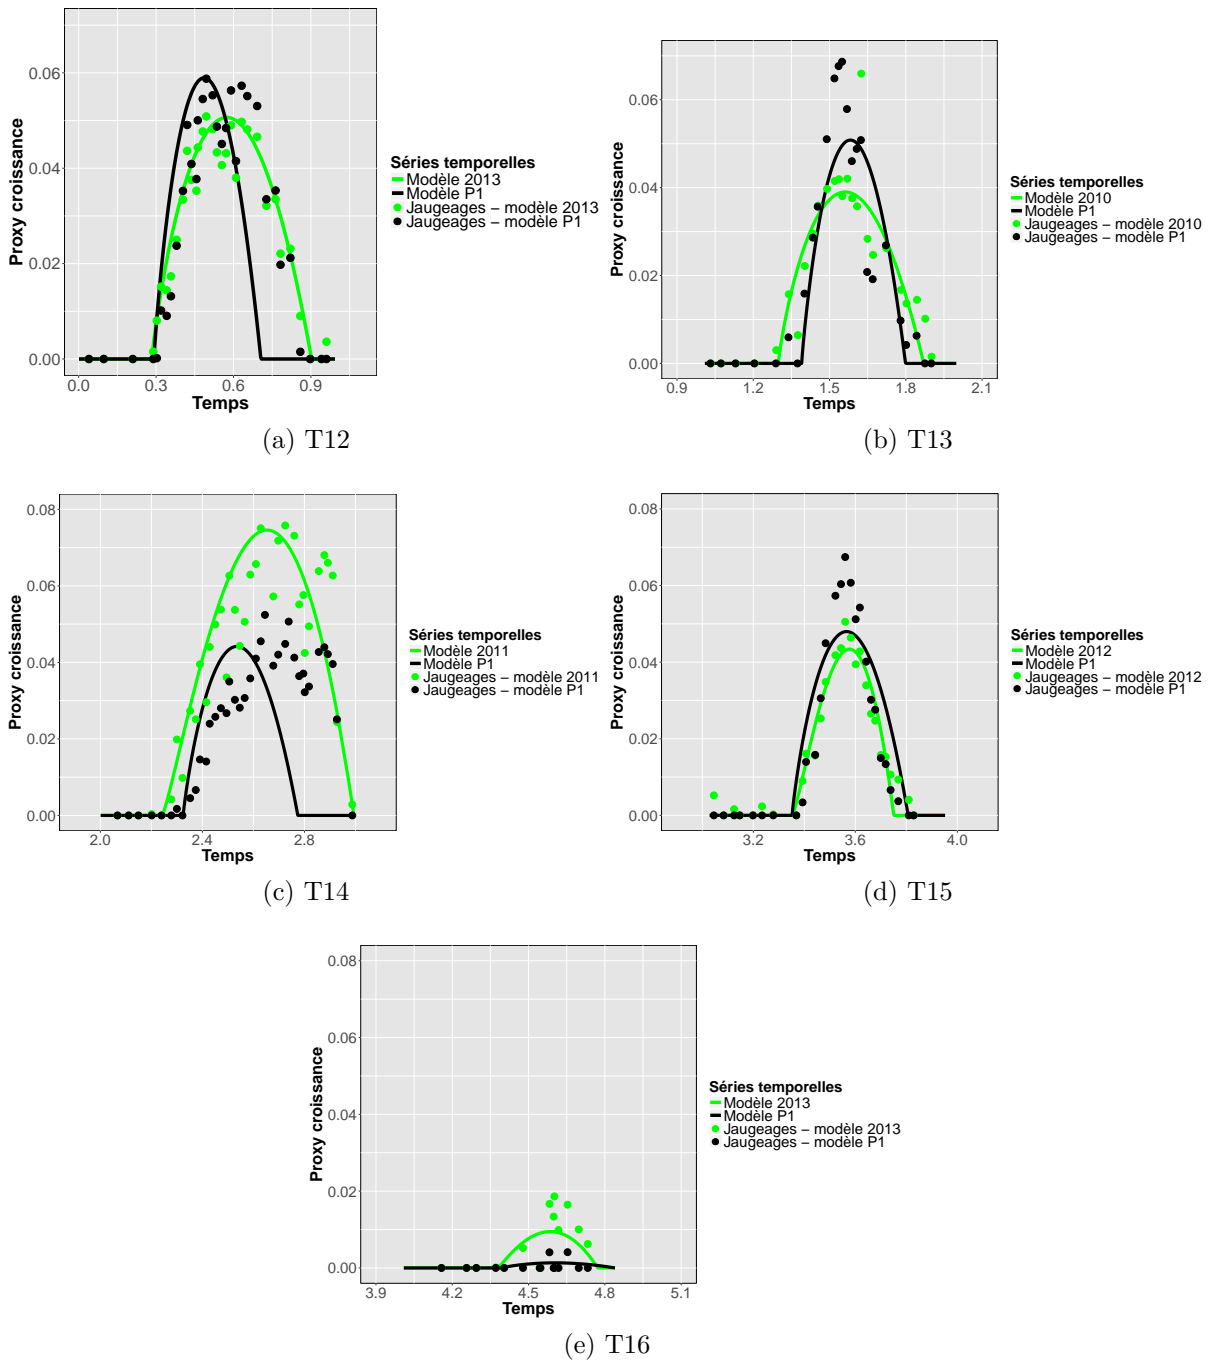 Proxy croissance
0.06
0.04
0.02
0.00
0.0 0.3 0.6 0.9
Temps
Séries temporelles
Modèle 2013
Modèle P1
Jaugeages – modèle 2013
Jaugeages – modèle P1
(a) T12
Proxy croissance
0.06
0.04
0.02
0.00
0.9 1.2 1.5 1.8 2.1
Temps
Séries temporelles
Modèle 2010
Modèle P1
Jaugeages – modèle 2010
Jaugeages – modèle P1
(b) T13
Proxy croissance
0.08
0.06
0.04
0.02
0.00
2.0 2.4 2.8
Temps
Séries temporelles
Modèle 2011
Modèle P1
Jaugeages – modèle 2011
Jaugeages – modèle P1
(c) T14
Proxy croissance
0.08
0.06
0.04
0.02
0.00
3.2 3.6 4.0
Temps
Séries temporelles
Modèle 2012
Modèle P1
Jaugeages – modèle 2012
Jaugeages – modèle P1
(d) T15
Proxy croissance
0.08
0.06
0.04
0.02
0.00
3.9 4.2 4.5 4.8 5.1
Temps
Séries temporelles
Modèle 2013
Modèle P1
Jaugeages – modèle 2013
Jaugeages – modèle P1
(e) T16